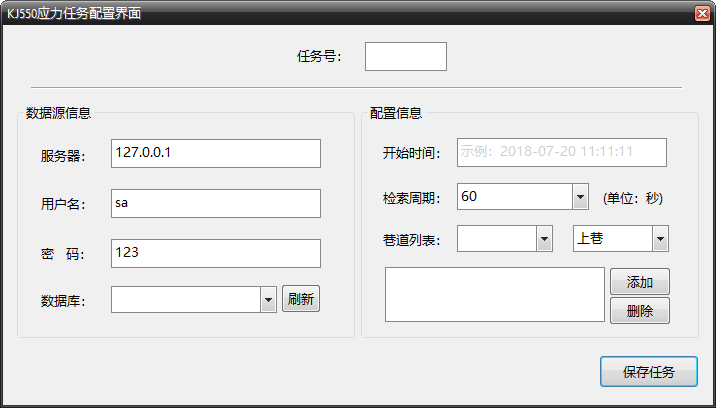 KJ550应力任务配置界面
任务号：
数据源信息
服务器： 127.0.0.1
用户名： sa
密 码： 123
数据库： 刷新
配置信息
开始时间： 示例：2018-07-20 11:11:11
检索周期： 60 (单位：秒)
巷道列表： 上巷
添加
删除
保存任务